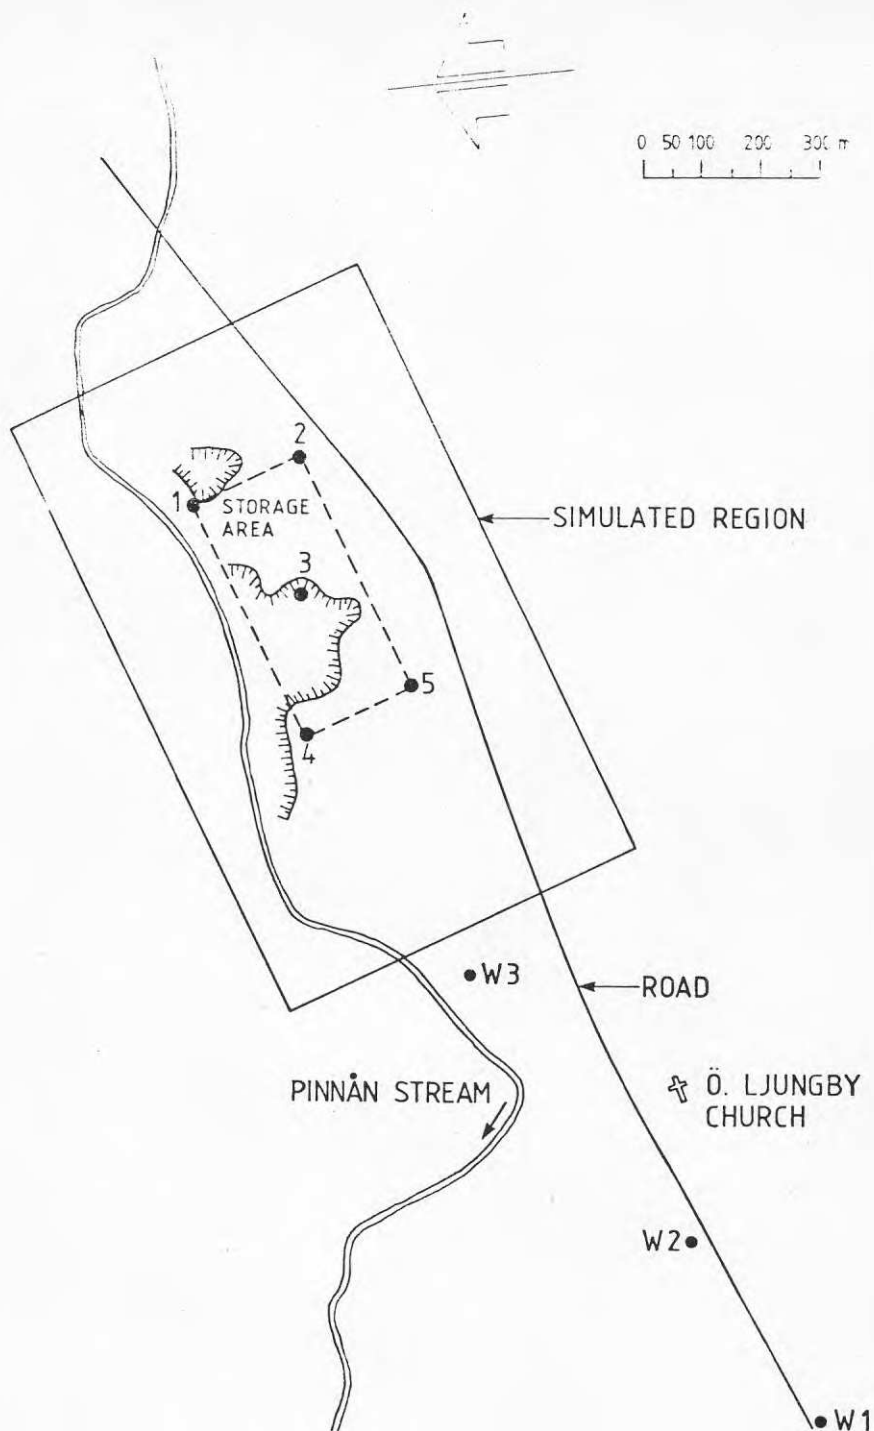 0 50 100 200 300 m
2
1
STORAGE
AREA
SIMULATED REGION
3
5
4
W3
ROAD
PINNÅN STREAM
Ö. LJUNGBY
CHURCH
W2
W1